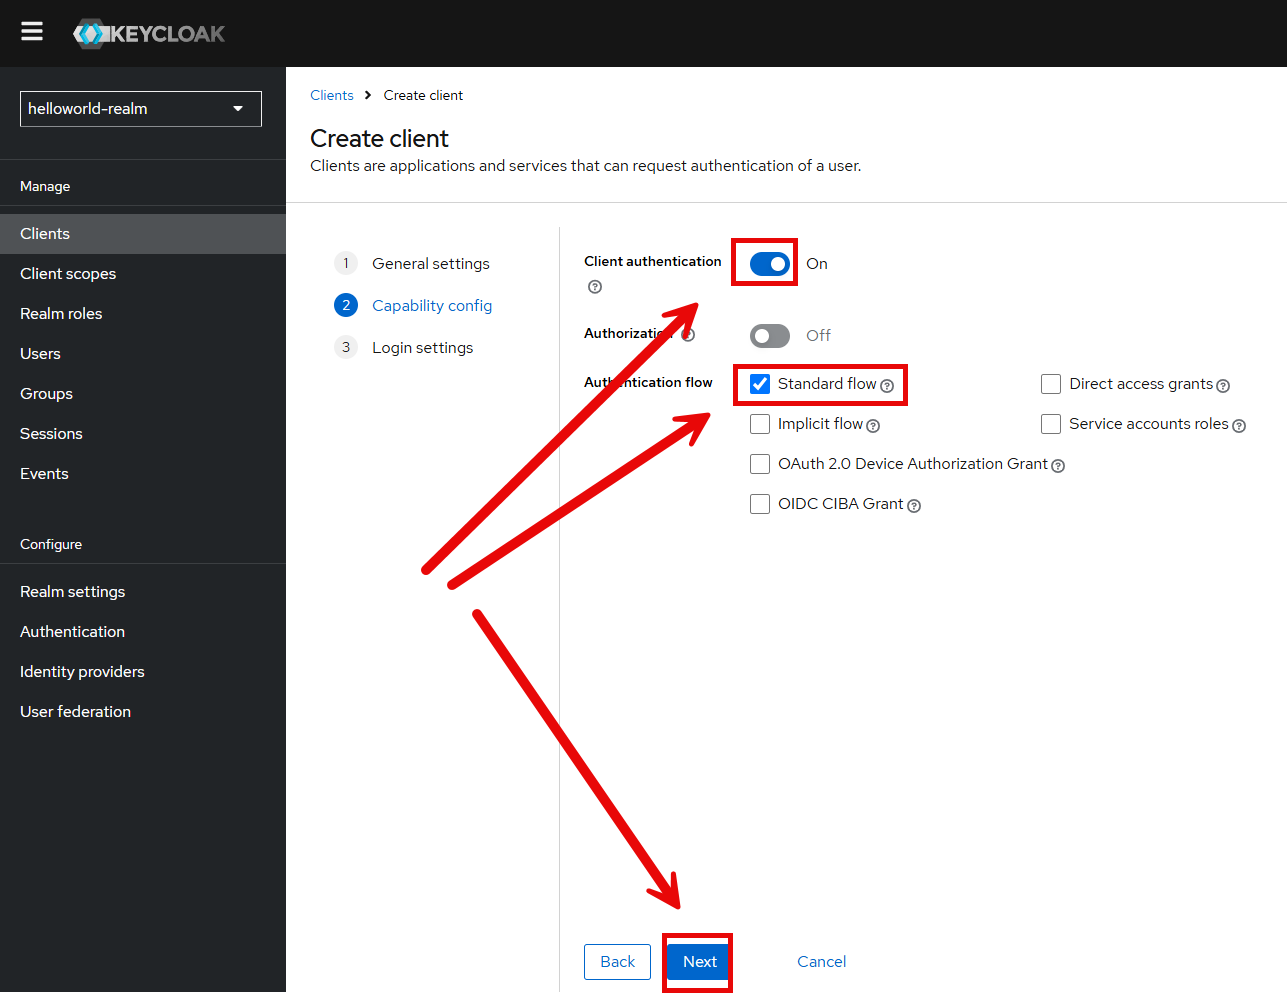 KEYCLOAK
helloworld-realm
Manage
Clients
Client scopes
Realm roles
Users
Groups
Sessions
Events
Configure
Realm settings
Authentication
Identity providers
User federation
Clients > Create client
Create client
Clients are applications and services that can request authentication of a user.
1 General settings
2 Capability config
3 Login settings
Client authentication ? On
Authorization ? Off
Authentication flow
Standard flow ? Direct access grants ?
Implicit flow ? Service accounts roles ?
OAuth 2.0 Device Authorization Grant ?
OIDC CIBA Grant ?
Back Next Cancel